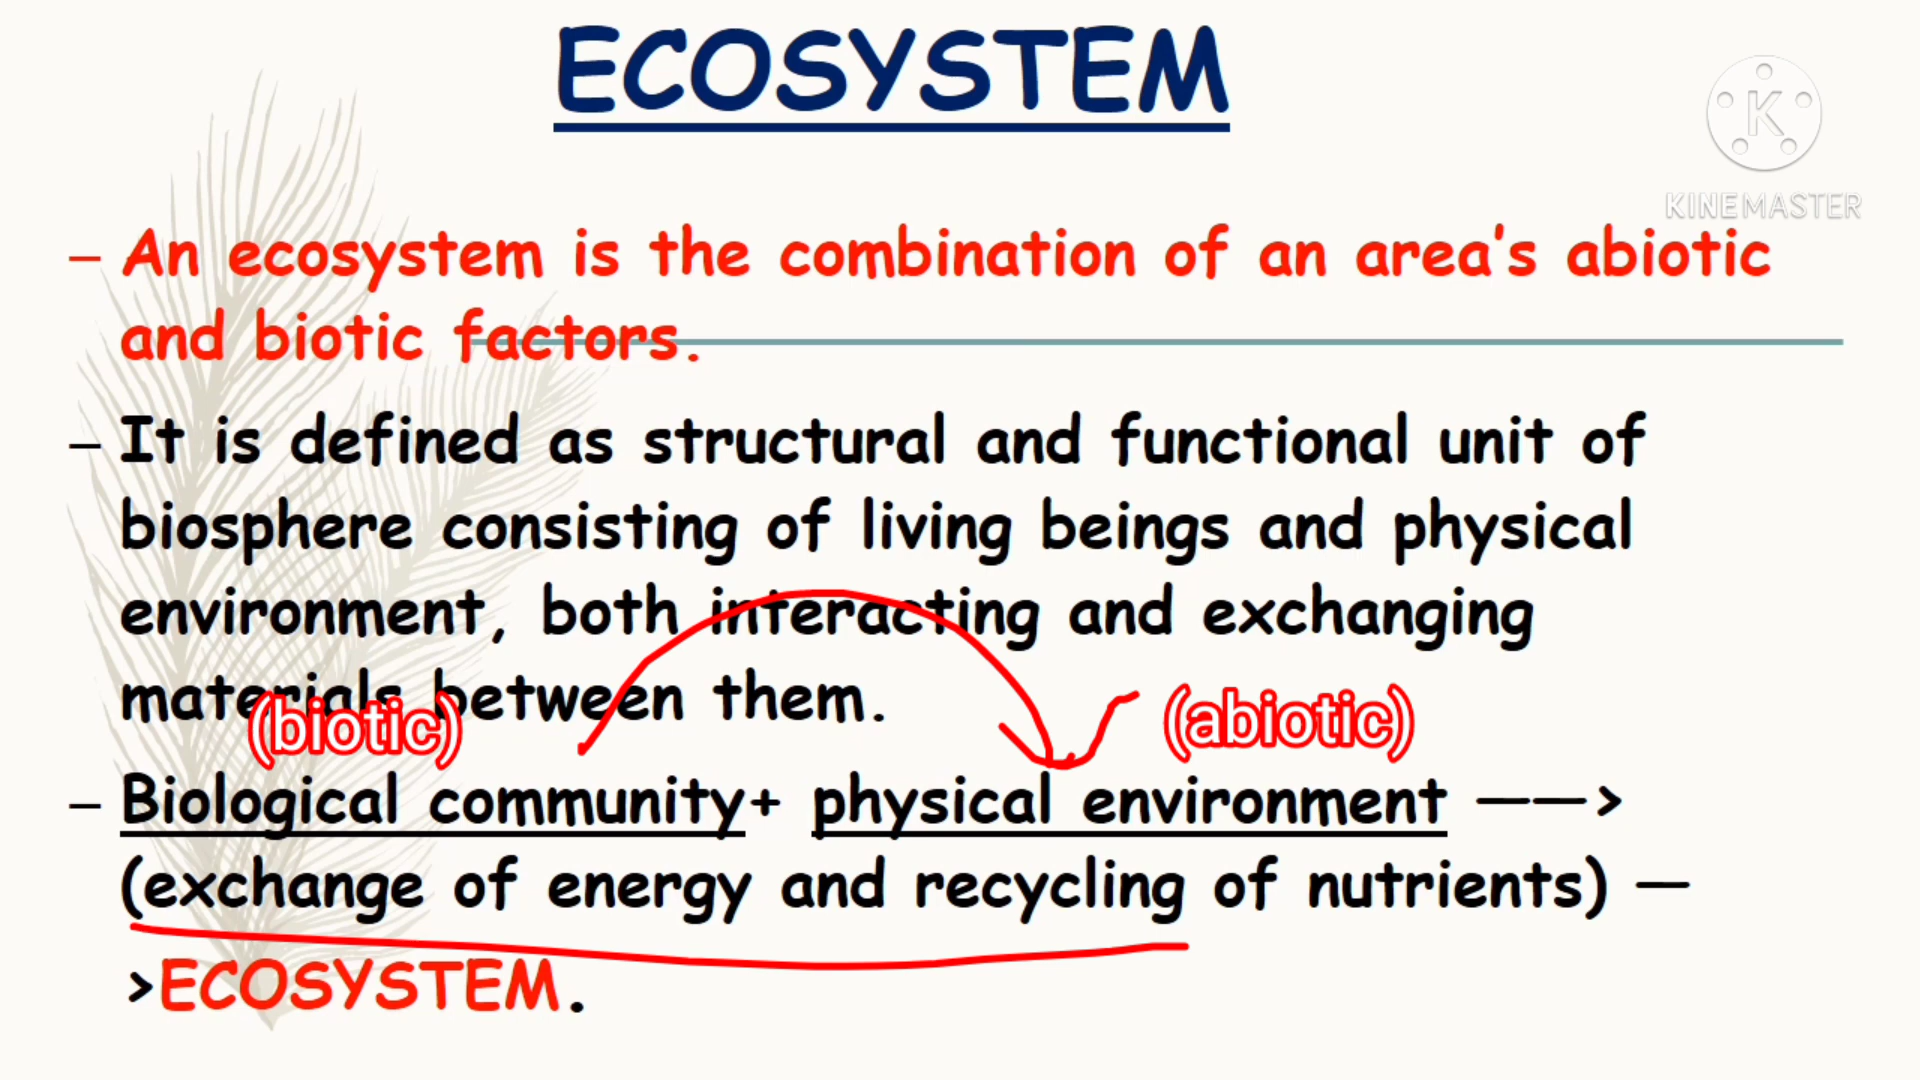 ECOSYSTEM
K
KINEMASTER
– An ecosystem is the combination of an area's abiotic
and biotic factors.
– It is defined as structural and functional unit of
biosphere consisting of living beings and physical
environment, both interacting and exchanging
materials between them.
(biotic) (abiotic)
– Biological community+ physical environment ——>
(exchange of energy and recycling of nutrients) —
>ECOSYSTEM.